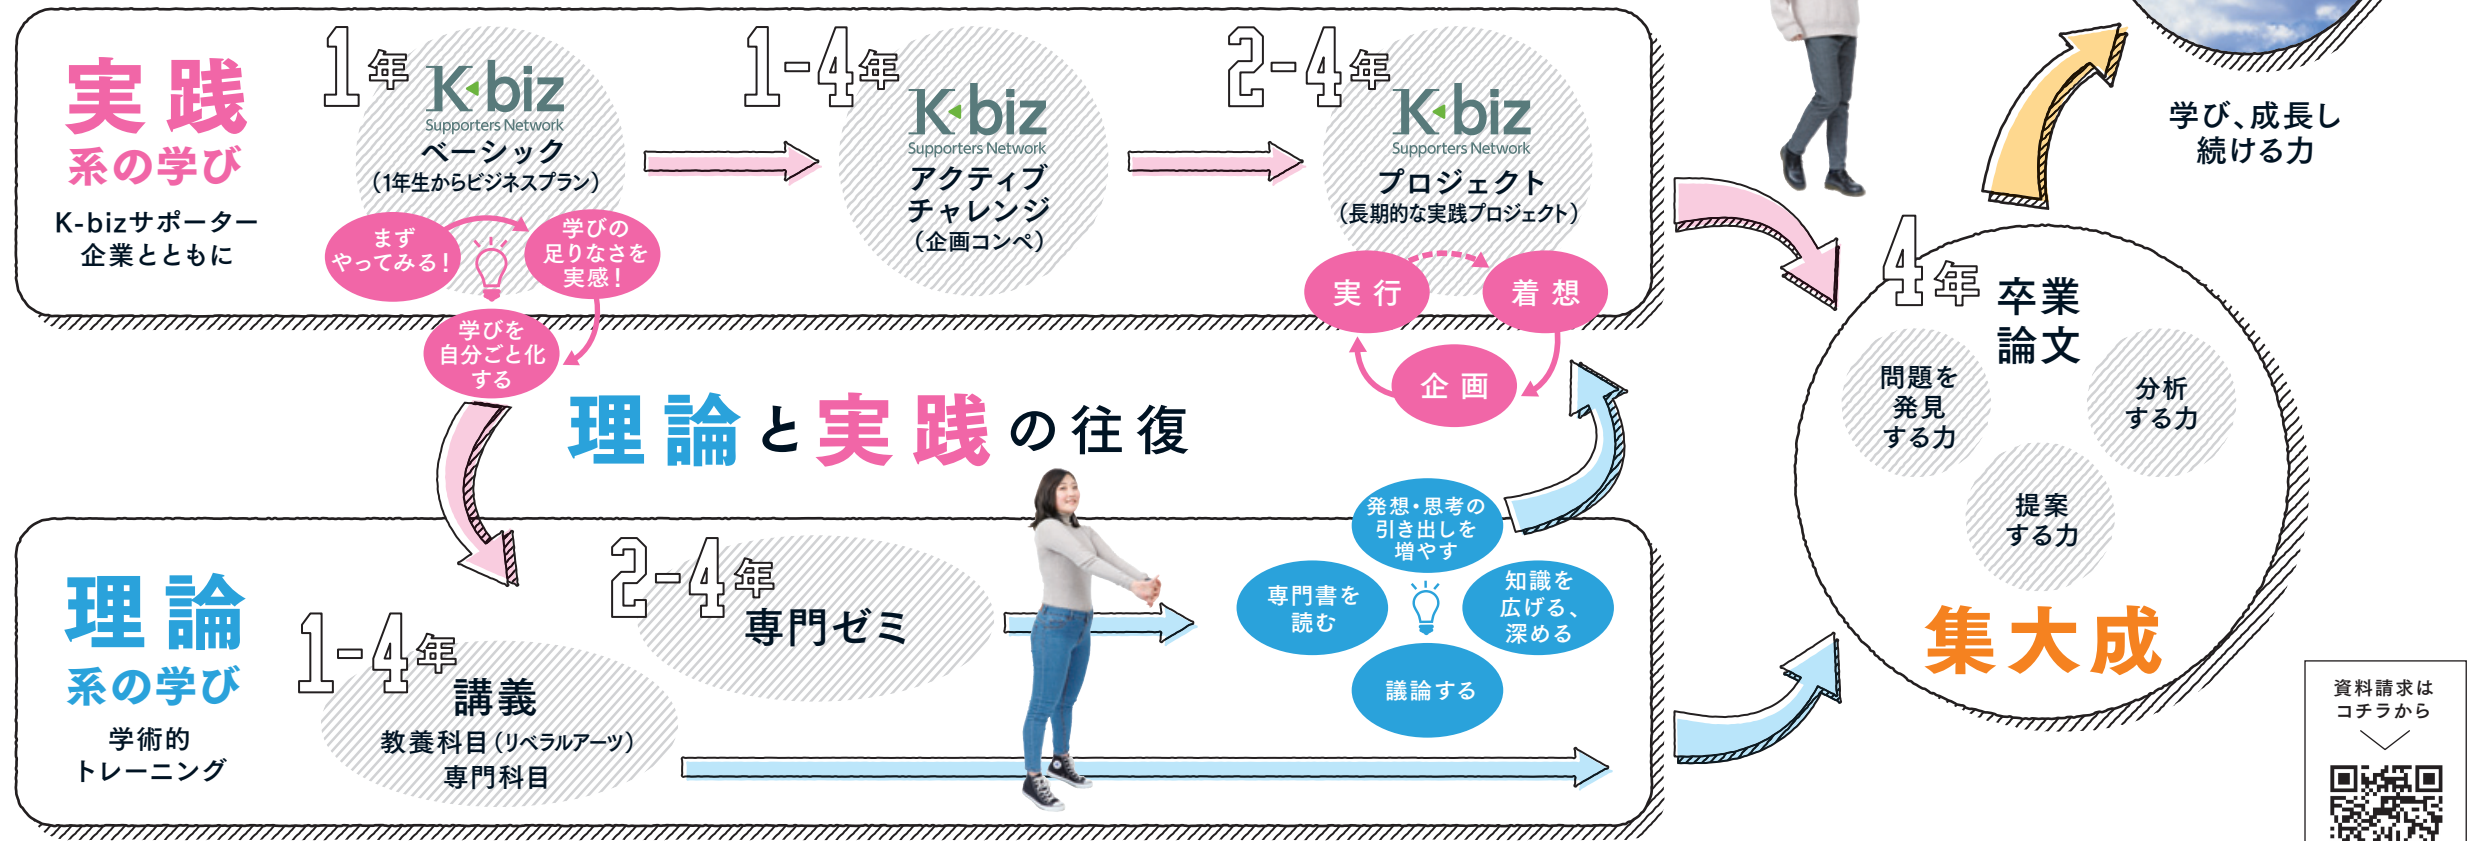 実践
系の学び
K-bizサポーター
企業とともに
1年
K-biz
Supporters Network
ベーシック
（1年生からビジネスプラン）
まず
やってみる！
学びの
足りなさを
実感！
学びを
自分ごと化
する
1-4年
K-biz
Supporters Network
アクティブ
チャレンジ
（企画コンペ）
2-4年
K-biz
Supporters Network
プロジェクト
（長期的な実践プロジェクト）
実行
着想
企画
理論と実践の往復
理論
系の学び
学術的
トレーニング
1-4年
講義
教養科目（リベラルアーツ）
専門科目
2-4年
専門ゼミ
発想・思考の
引き出しを
増やす
専門書を
読む
知識を
広げる、
深める
議論する
4年
卒業
論文
問題を
発見
する力
分析
する力
提案
する力
集大成
学び、成長し
続ける力
資料請求は
コチラから